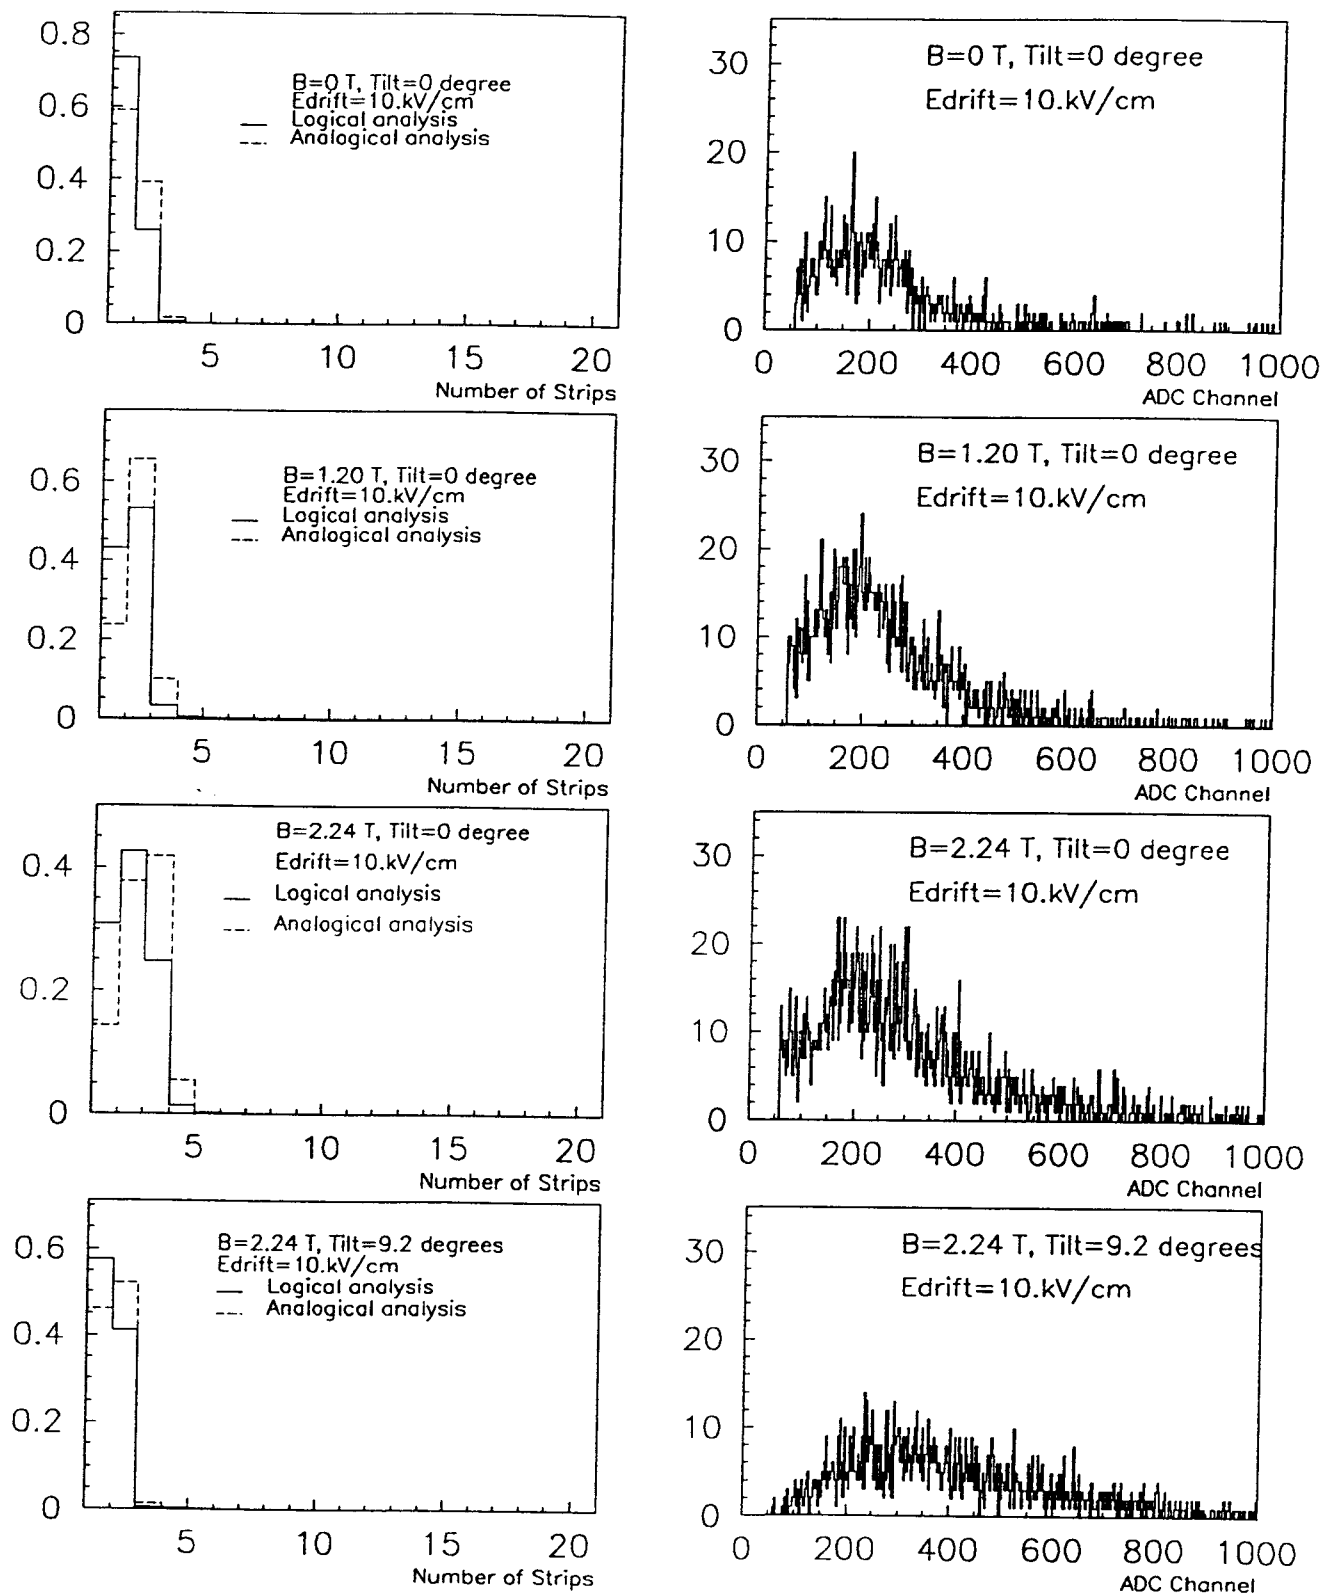 0.8
0.6
0.4
0.2
0
B=0 T, Tilt=0 degree
Edrift=10.kV/cm
Logical analysis
Analogical analysis
5 10 15 20
Number of Strips
30
20
10
0
B=0 T, Tilt=0 degree
Edrift=10.kV/cm
0 200 400 600 800 1000
ADC Channel
0.6
0.4
0.2
0
B=1.20 T, Tilt=0 degree
Edrift=10.kV/cm
Logical analysis
Analogical analysis
5 10 15 20
Number of Strips
30
20
10
0
B=1.20 T, Tilt=0 degree
Edrift=10.kV/cm
0 200 400 600 800 1000
ADC Channel
0.4
0.2
0
B=2.24 T, Tilt=0 degree
Edrift=10.kV/cm
Logical analysis
Analogical analysis
5 10 15 20
Number of Strips
30
20
10
0
B=2.24 T, Tilt=0 degree
Edrift=10.kV/cm
0 200 400 600 800 1000
ADC Channel
0.6
0.4
0.2
0
B=2.24 T, Tilt=9.2 degrees
Edrift=10.kV/cm
Logical analysis
Analogical analysis
5 10 15 20
Number of Strips
30
20
10
0
B=2.24 T, Tilt=9.2 degrees
Edrift=10.kV/cm
0 200 400 600 800 1000
ADC Channel